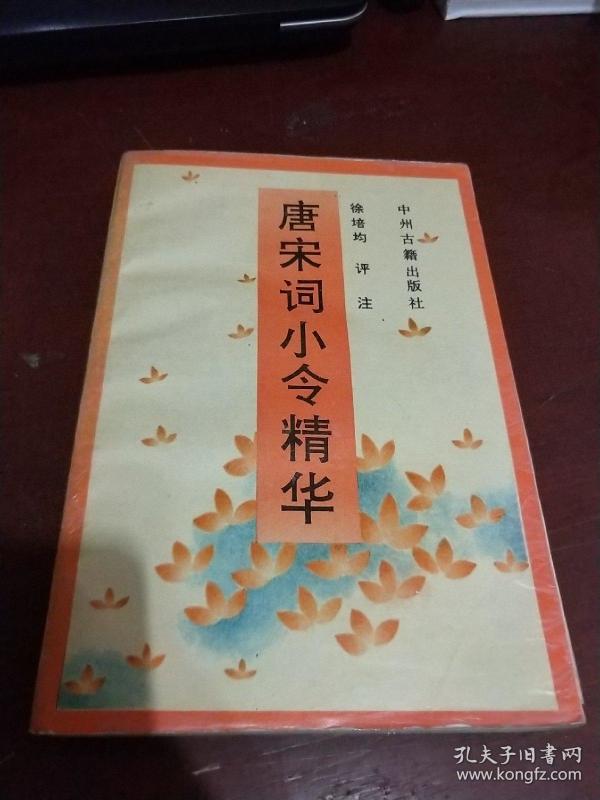 中州古籍出版社
徐培均 评注
唐宋词小令精华
孔夫子旧书网
www.kongfz.com